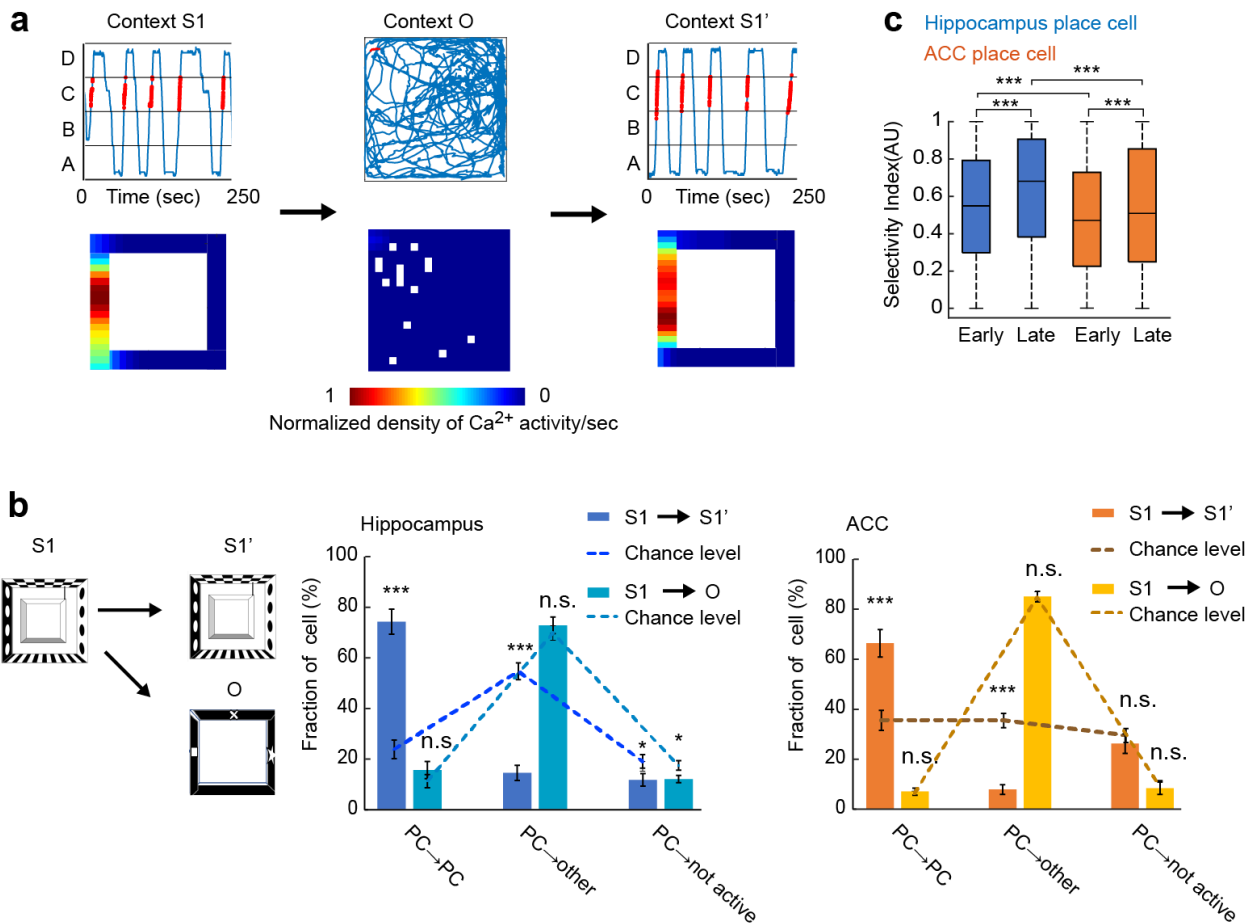 a
Context S1
Context O
Context S1’
D
C
B
A
0 Time (sec) 250
D
C
B
A
0 Time (sec) 250
1 0
Normalized density of Ca2+ activity/sec
c
Hippocampus place cell
ACC place cell
*** ***
*** ***
Selectivity Index(AU)
1
0.8
0.6
0.4
0.2
0
Early Late Early Late
b
S1 S1’
O
x
Hippocampus
S1 → S1’
Chance level
S1 → O
Chance level
Fraction of cell (%)
100
80
60
40
20
0
***
n.s.
***
n.s.
*
*
PC→PC
PC→other
PC→not active
ACC
S1 → S1’
Chance level
S1 → O
Chance level
Fraction of cell (%)
100
80
60
40
20
0
***
n.s.
***
n.s.
n.s.
n.s.
PC→PC
PC→other
PC→not active